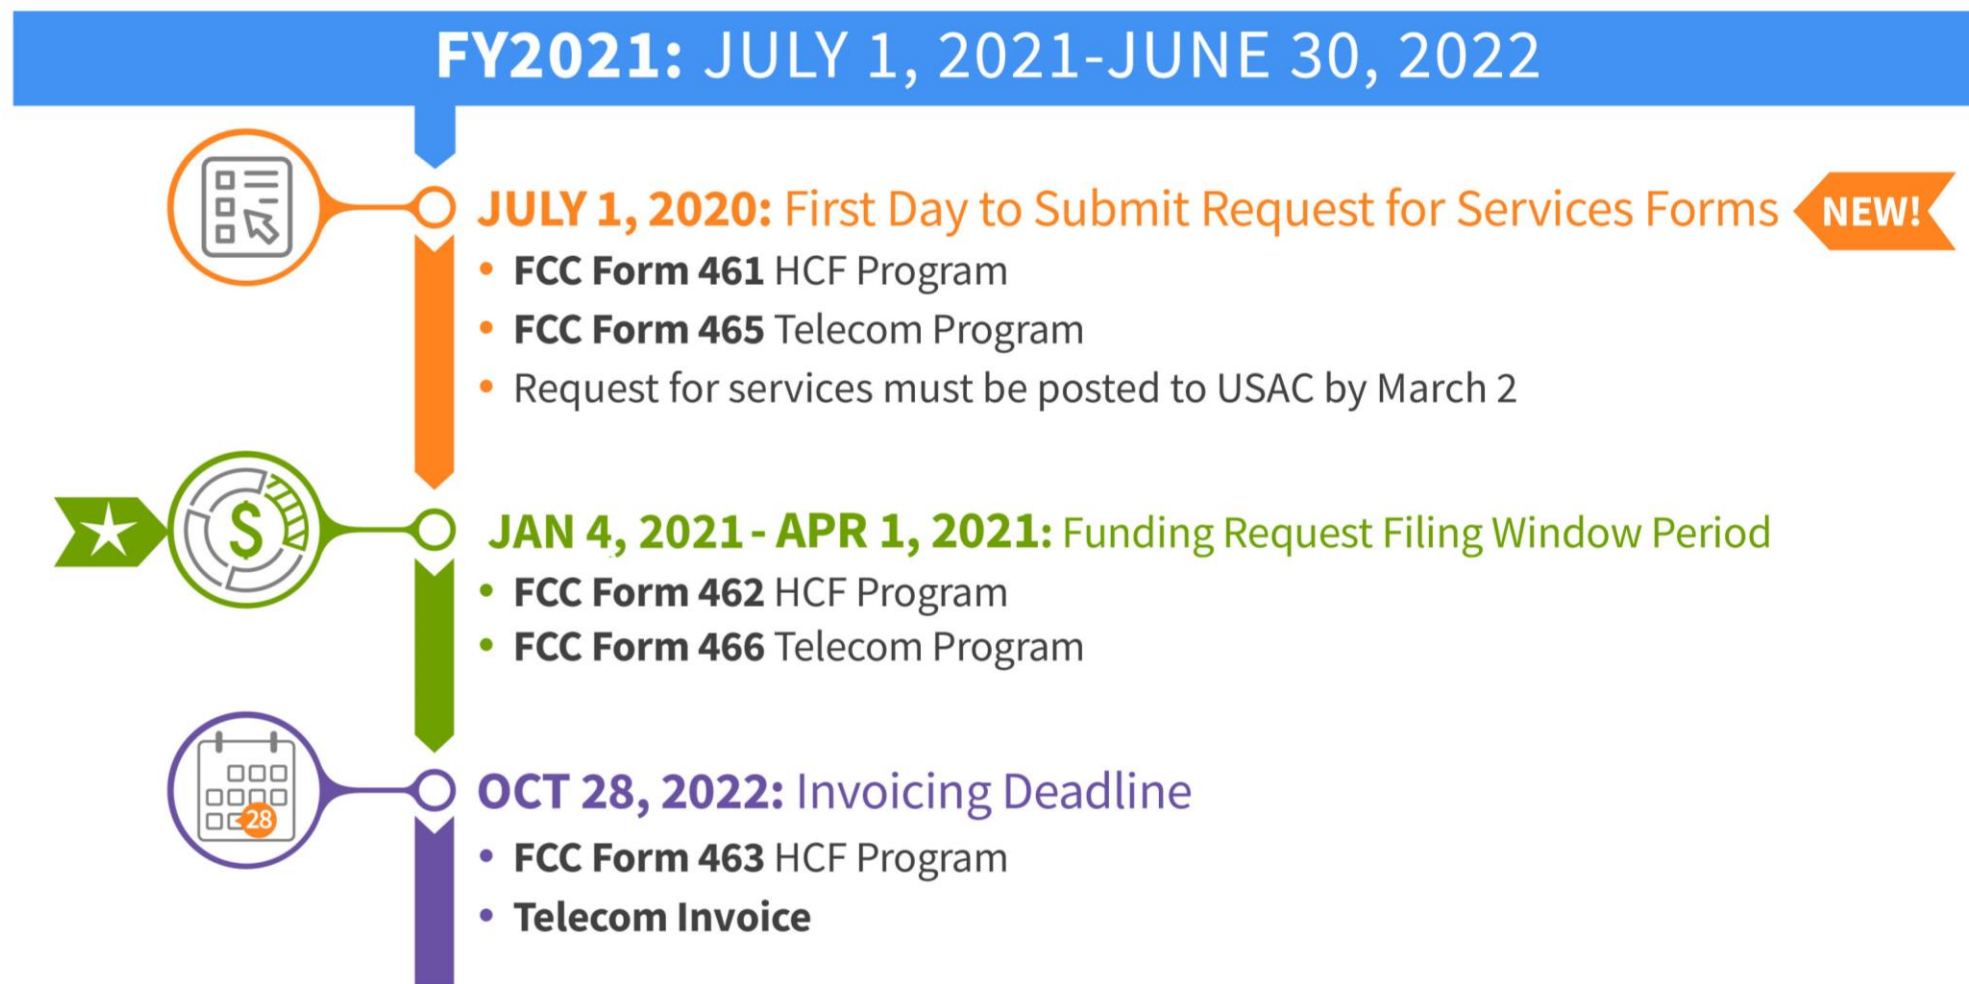 FY2021: JULY 1, 2021-JUNE 30, 2022
JULY 1, 2020: First Day to Submit Request for Services Forms
NEW!
• FCC Form 461 HCF Program
• FCC Form 465 Telecom Program
• Request for services must be posted to USAC by March 2
$
JAN 4, 2021 - APR 1, 2021: Funding Request Filing Window Period
• FCC Form 462 HCF Program
• FCC Form 466 Telecom Program
OCT 28, 2022: Invoicing Deadline
28
• FCC Form 463 HCF Program
• Telecom Invoice